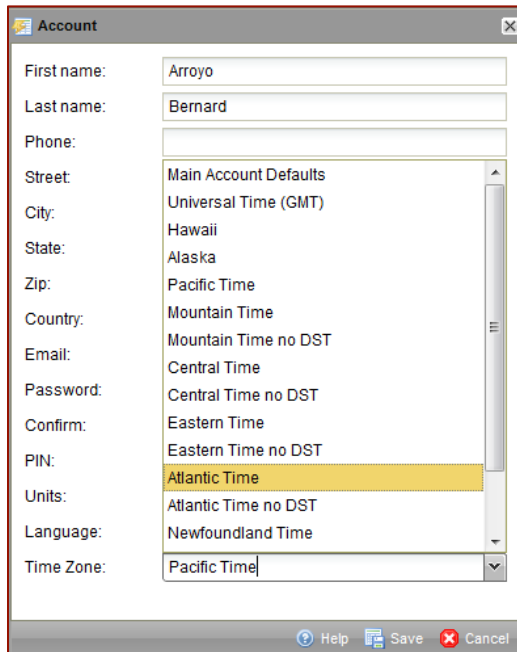 Account
First name: Arroyo
Last name: Bernard
Phone:
Street: Main Account Defaults
Universal Time (GMT)
City:
Hawaii
State: Alaska
Zip: Pacific Time
Mountain Time
Country:
Mountain Time no DST
Email: Central Time
Password: Central Time no DST
Confirm: Eastern Time
Eastern Time no DST
PIN:
Atlantic Time
Units: Atlantic Time no DST
Language: Newfoundland Time
Time Zone: Pacific Time
Help Save Cancel